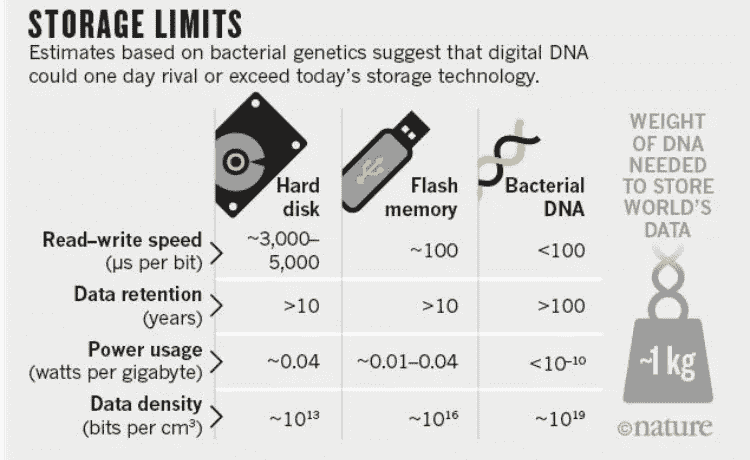 STORAGE LIMITS
Estimates based on bacterial genetics suggest that digital DNA
could one day rival or exceed today's storage technology.
Hard
disk
Flash
memory
Bacterial
DNA
Read–write speed
(µs per bit)
~3,000–
5,000
~100
<100
Data retention
(years)
>10
>10
>100
Power usage
(watts per gigabyte)
~0.04
~0.01–0.04
<10⁻¹⁰
Data density
(bits per cm³)
~10¹³
~10¹⁶
~10¹⁹
WEIGHT
OF DNA
NEEDED
TO STORE
WORLD'S
DATA
~1 kg
©nature